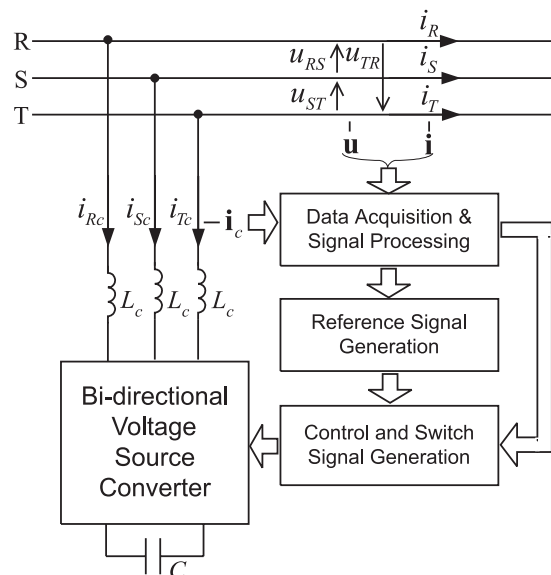 R
i_R
u_RS
u_TR
S
i_S
u_ST
T
i_T
u
i
i_Rc
i_Sc
i_Tc
i_c
Data Acquisition &
Signal Processing
L_c
L_c
L_c
Reference Signal
Generation
Bi-directional
Voltage
Source
Converter
Control and Switch
Signal Generation
C